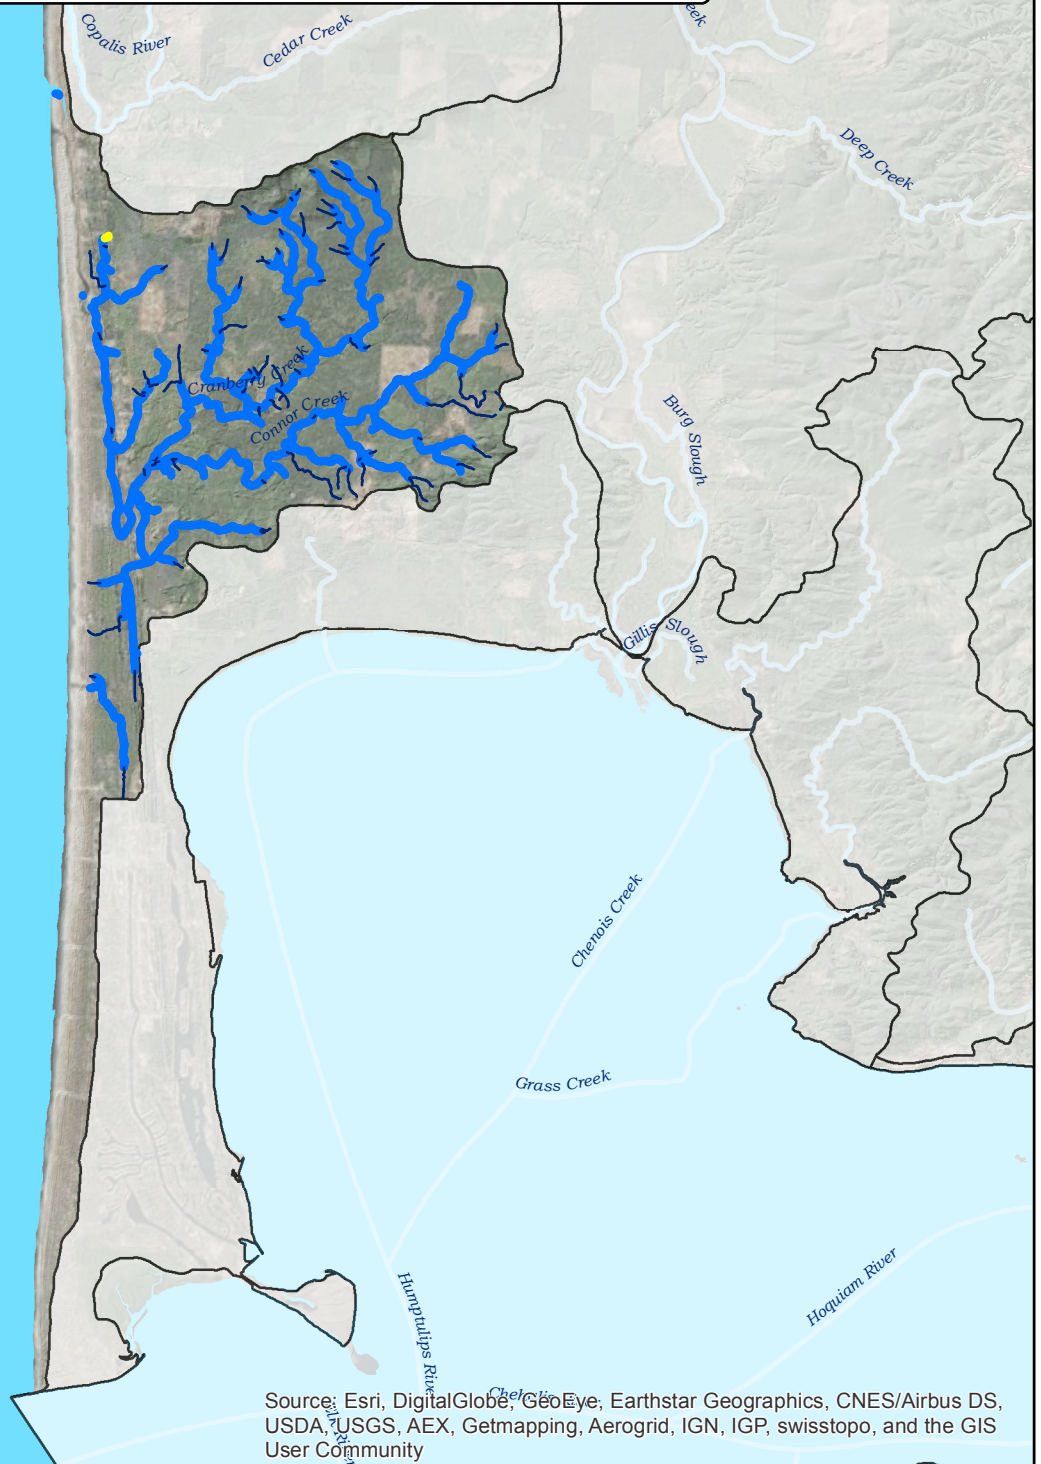 Copalis River
Cedar Creek
eek
Deep Creek
Cranberry Creek
Connor Creek
Burg Slough
Gillis Slough
Chenois Creek
Grass Creek
Hoquiam River
Humptulips Rive
Source: Esri, DigitalGlobe, GeoEye, Earthstar Geographics, CNES/Airbus DS,
USDA, USGS, AEX, Getmapping, Aerogrid, IGN, IGP, swisstopo, and the GIS
User Community